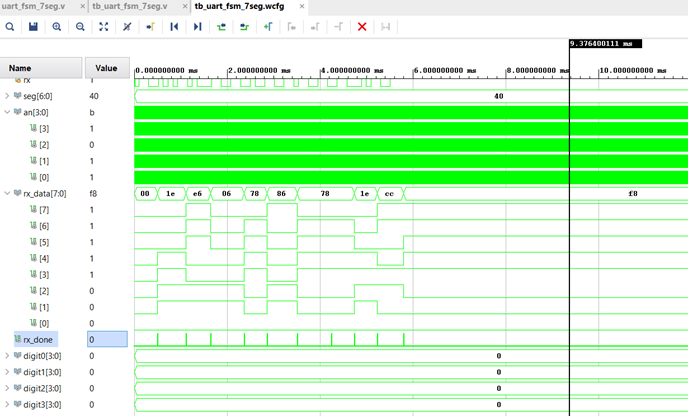 uart_fsm_7seg.v × tb_uart_fsm_7seg.v × tb_uart_fsm_7seg.wcfg ×
9.376400111 ms
Name Value 0.000000000 ms 2.000000000 ms 4.000000000 ms 6.000000000 ms 8.000000000 ms 10.000000000 ms
rx 1
seg[6:0] 40 40
an[3:0] b
[3] 1
[2] 0
[1] 1
[0] 1
rx_data[7:0] f8 00 1e e6 06 78 86 78 1e cc f8
[7] 1
[6] 1
[5] 1
[4] 1
[3] 1
[2] 0
[1] 0
[0] 0
rx_done 0
digit0[3:0] 0 0
digit1[3:0] 0 0
digit2[3:0] 0 0
digit3[3:0] 0 0